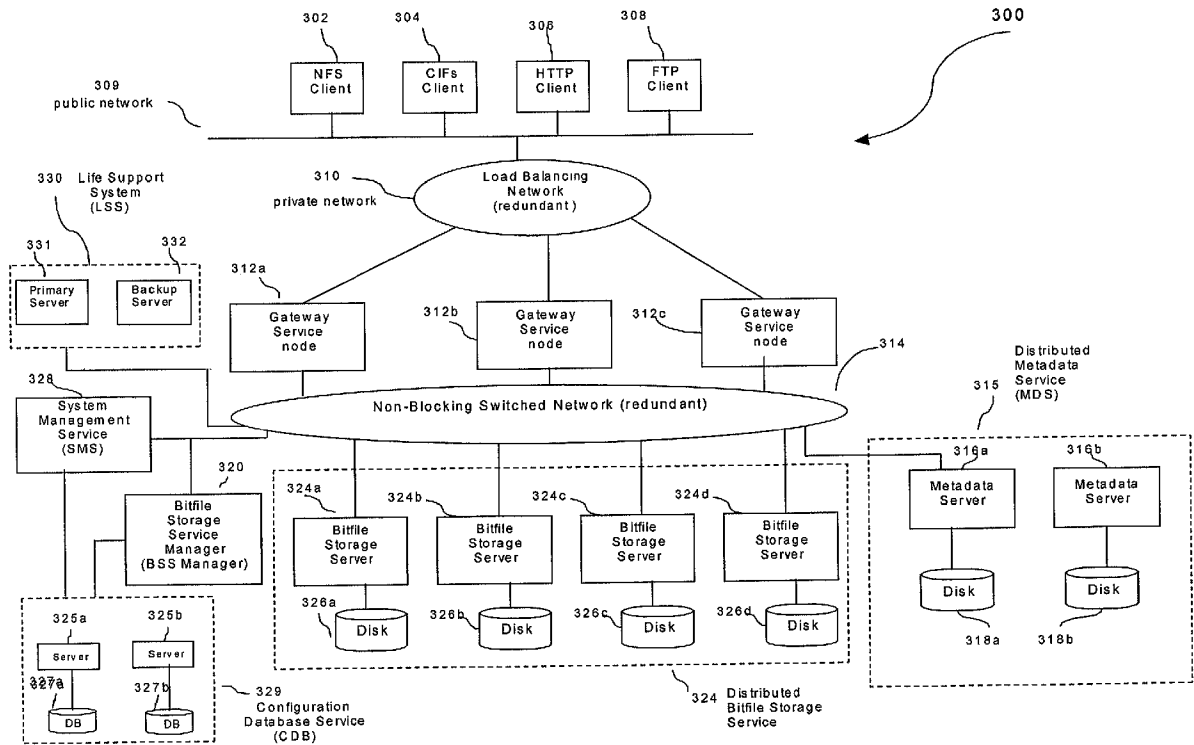 302
304
306
308
300
NFS
Client
CIFs
Client
HTTP
Client
FTP
Client
309
public network
330 Life Support
System
(LSS)
310
private network
Load Balancing
Network
(redundant)
331
332
Primary
Server
Backup
Server
312a
312b
312c
Gateway
Service
node
Gateway
Service
node
Gateway
Service
node
314
Distributed
Metadata
Service
(MDS)
315
328
System
Management
Service
(SMS)
Non-Blocking Switched Network (redundant)
316a
316b
Metadata
Server
Metadata
Server
Disk
Disk
318a
318b
320
Bitfile
Storage
Service
Manager
(BSS Manager)
324a
324b
324c
324d
Bitfile
Storage
Server
Bitfile
Storage
Server
Bitfile
Storage
Server
Bitfile
Storage
Server
326a
326b
326c
326d
Disk
Disk
Disk
Disk
325a
325b
Server
Server
327a
327b
DB
DB
329
Configuration
Database Service
(CDB)
324 Distributed
Bitfile Storage
Service